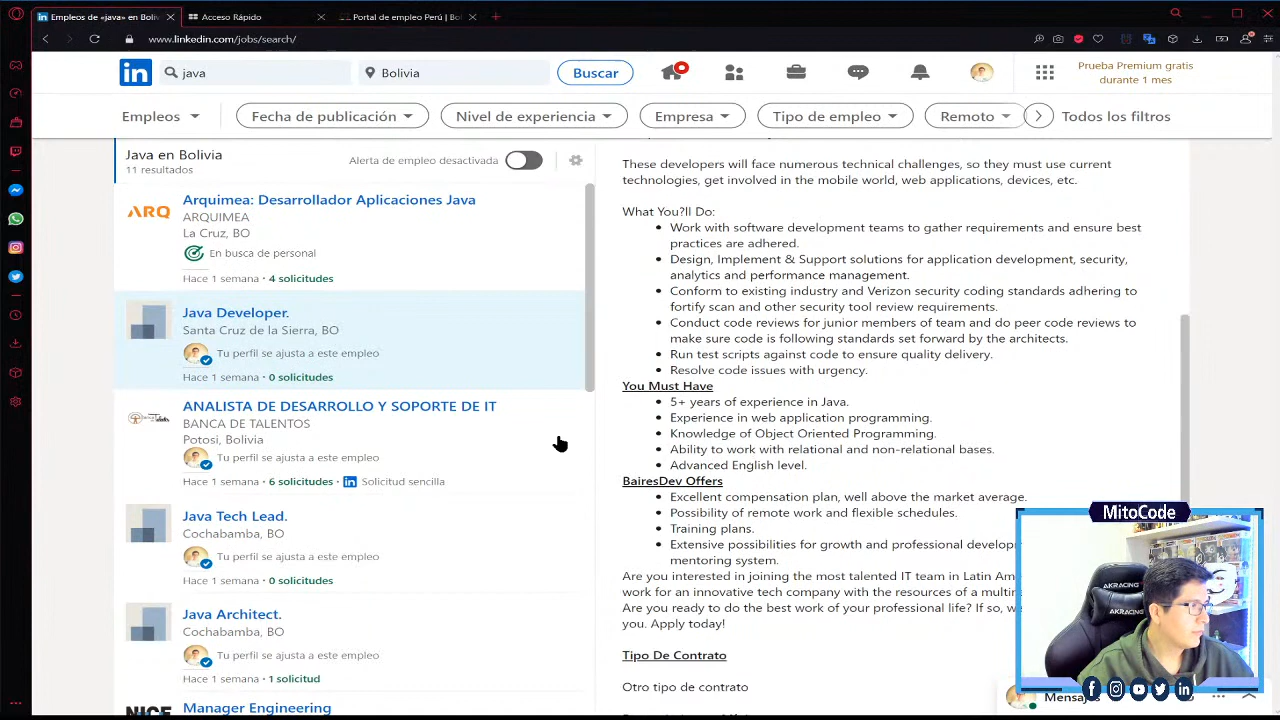 Empleos de «java» en Boliv
Acceso Rápido
Portal de empleo Perú | Bol
www.linkedin.com/jobs/search/
in
java
Bolivia
Buscar
Prueba Premium gratis
durante 1 mes
Empleos
Fecha de publicación
Nivel de experiencia
Empresa
Tipo de empleo
Remoto
Todos los filtros
Java en Bolivia
11 resultados
Alerta de empleo desactivada
ARQ
Arquimea: Desarrollador Aplicaciones Java
ARQUIMEA
La Cruz, BO
En busca de personal
Hace 1 semana • 4 solicitudes
Java Developer.
Santa Cruz de la Sierra, BO
Tu perfil se ajusta a este empleo
Hace 1 semana • 0 solicitudes
ANALISTA DE DESARROLLO Y SOPORTE DE IT
BANCA DE TALENTOS
Potosi, Bolivia
Tu perfil se ajusta a este empleo
Hace 1 semana • 6 solicitudes • in Solicitud sencilla
Java Tech Lead.
Cochabamba, BO
Tu perfil se ajusta a este empleo
Hace 1 semana • 0 solicitudes
Java Architect.
Cochabamba, BO
Tu perfil se ajusta a este empleo
Hace 1 semana • 1 solicitud
NICE
Manager Engineering
These developers will face numerous technical challenges, so they must use current
technologies, get involved in the mobile world, web applications, devices, etc.
What You?ll Do:
• Work with software development teams to gather requirements and ensure best
practices are adhered.
• Design, Implement & Support solutions for application development, security,
analytics and performance management.
• Conform to existing industry and Verizon security coding standards adhering to
fortify scan and other security tool review requirements.
• Conduct code reviews for junior members of team and do peer code reviews to
make sure code is following standards set forward by the architects.
• Run test scripts against code to ensure quality delivery.
• Resolve code issues with urgency.
You Must Have
• 5+ years of experience in Java.
• Experience in web application programming.
• Knowledge of Object Oriented Programming.
• Ability to work with relational and non-relational bases.
• Advanced English level.
BairesDev Offers
• Excellent compensation plan, well above the market average.
• Possibility of remote work and flexible schedules.
• Training plans.
• Extensive possibilities for growth and professional developm
mentoring system.
Are you interested in joining the most talented IT team in Latin Am
work for an innovative tech company with the resources of a multin
Are you ready to do the best work of your professional life? If so, w
you. Apply today!
Tipo De Contrato
Otro tipo de contrato
MitoCode
AKRACING
AKRACING
Mensaje